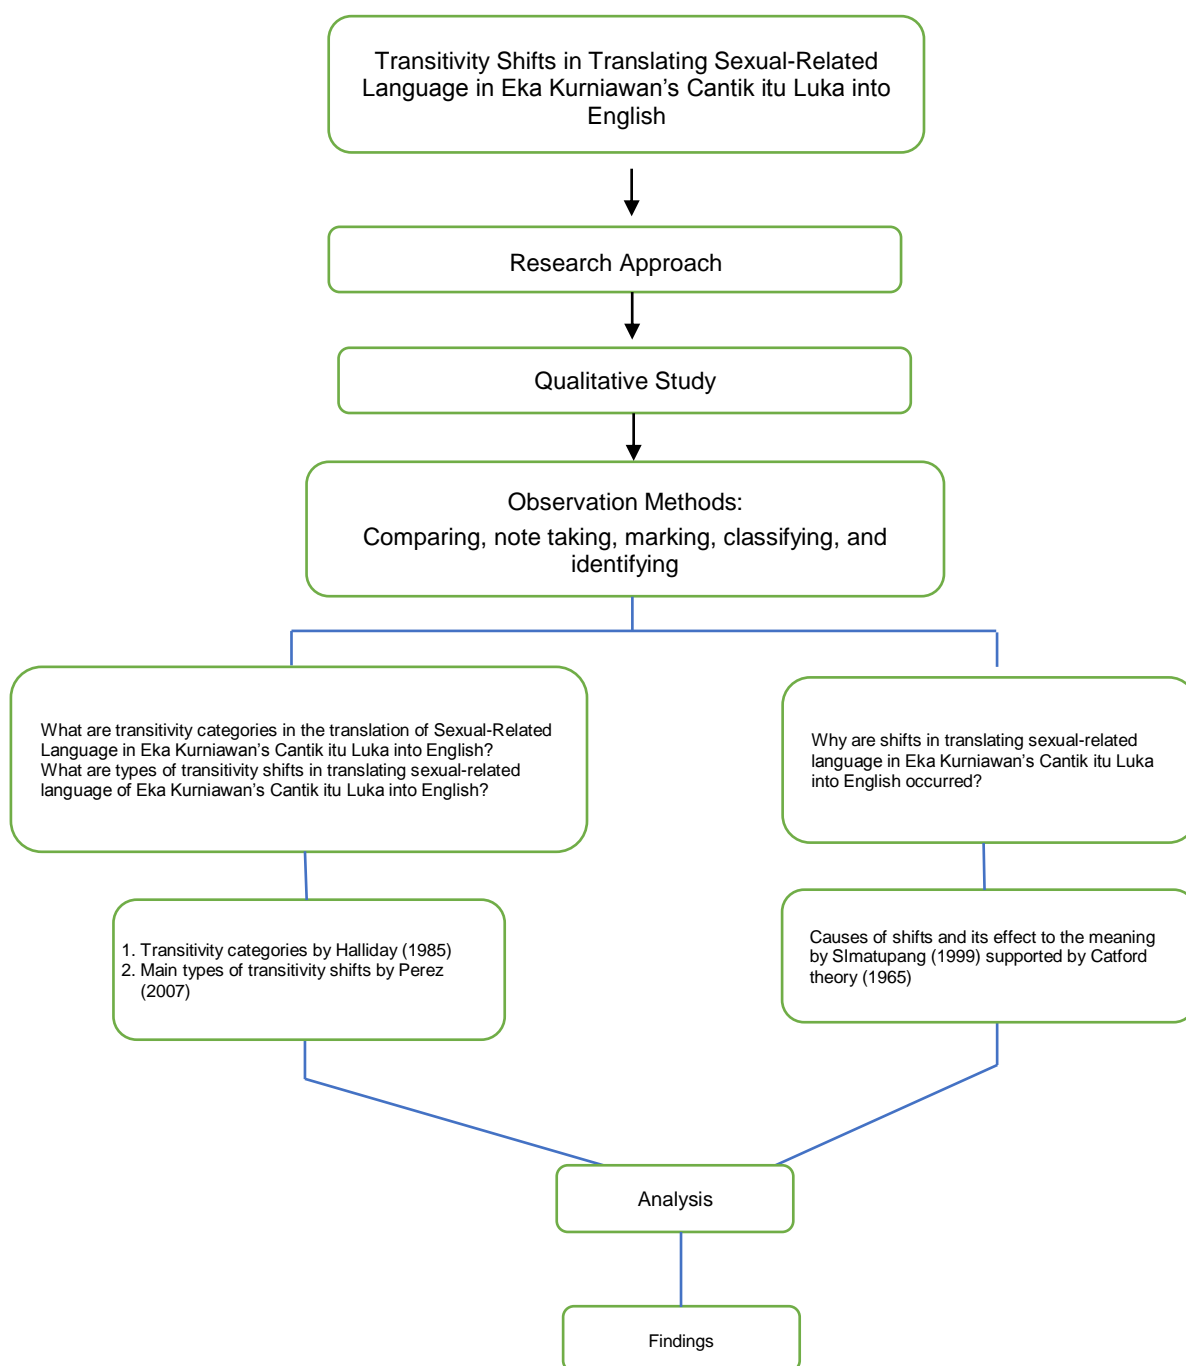 Transitivity Shifts in Translating Sexual-Related
Language in Eka Kurniawan’s Cantik itu Luka into
English
Research Approach
Qualitative Study
Observation Methods:
Comparing, note taking, marking, classifying, and
identifying
What are transitivity categories in the translation of Sexual-Related
Language in Eka Kurniawan’s Cantik itu Luka into English?
What are types of transitivity shifts in translating sexual-related
language of Eka Kurniawan’s Cantik itu Luka into English?
Why are shifts in translating sexual-related
language in Eka Kurniawan’s Cantik itu Luka
into English occurred?
1. Transitivity categories by Halliday (1985)
2. Main types of transitivity shifts by Perez
(2007)
Causes of shifts and its effect to the meaning
by SImatupang (1999) supported by Catford
theory (1965)
Analysis
Findings